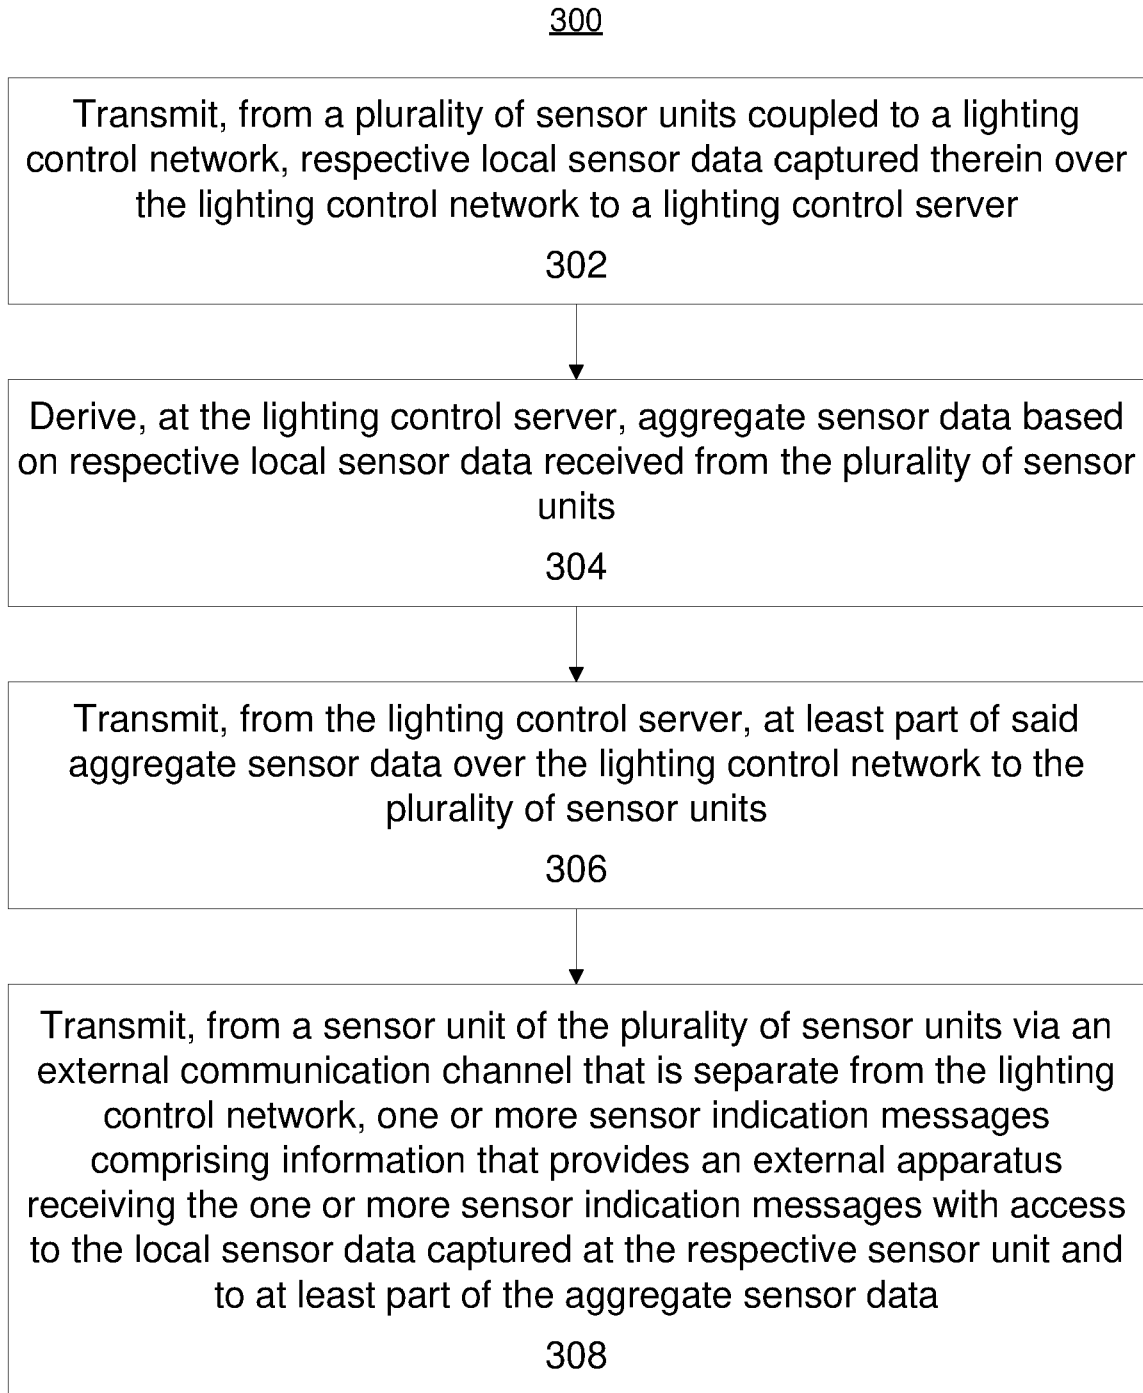 300
Transmit, from a plurality of sensor units coupled to a lighting
control network, respective local sensor data captured therein over
the lighting control network to a lighting control server
302
Derive, at the lighting control server, aggregate sensor data based
on respective local sensor data received from the plurality of sensor
units
304
Transmit, from the lighting control server, at least part of said
aggregate sensor data over the lighting control network to the
plurality of sensor units
306
Transmit, from a sensor unit of the plurality of sensor units via an
external communication channel that is separate from the lighting
control network, one or more sensor indication messages
comprising information that provides an external apparatus
receiving the one or more sensor indication messages with access
to the local sensor data captured at the respective sensor unit and
to at least part of the aggregate sensor data
308